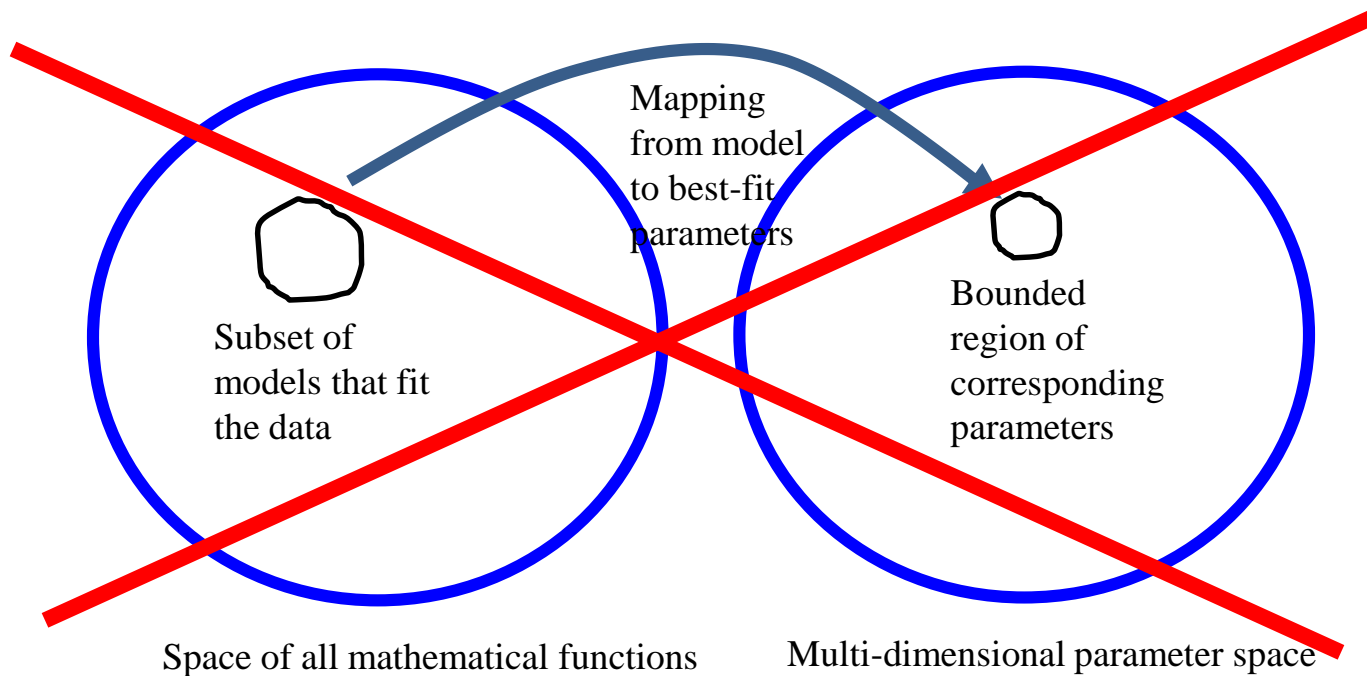 Mapping
from model
to best-fit
parameters
Subset of
models that fit
the data
Bounded
region of
corresponding
parameters
Space of all mathematical functions
Multi-dimensional parameter space